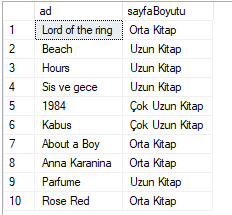 ad sayfaBoyutu
1 Lord of the ring Orta Kitap
2 Beach Uzun Kitap
3 Hours Uzun Kitap
4 Sis ve gece Uzun Kitap
5 1984 Çok Uzun Kitap
6 Kabus Çok Uzun Kitap
7 About a Boy Orta Kitap
8 Anna Karanina Orta Kitap
9 Parfume Uzun Kitap
10 Rose Red Orta Kitap